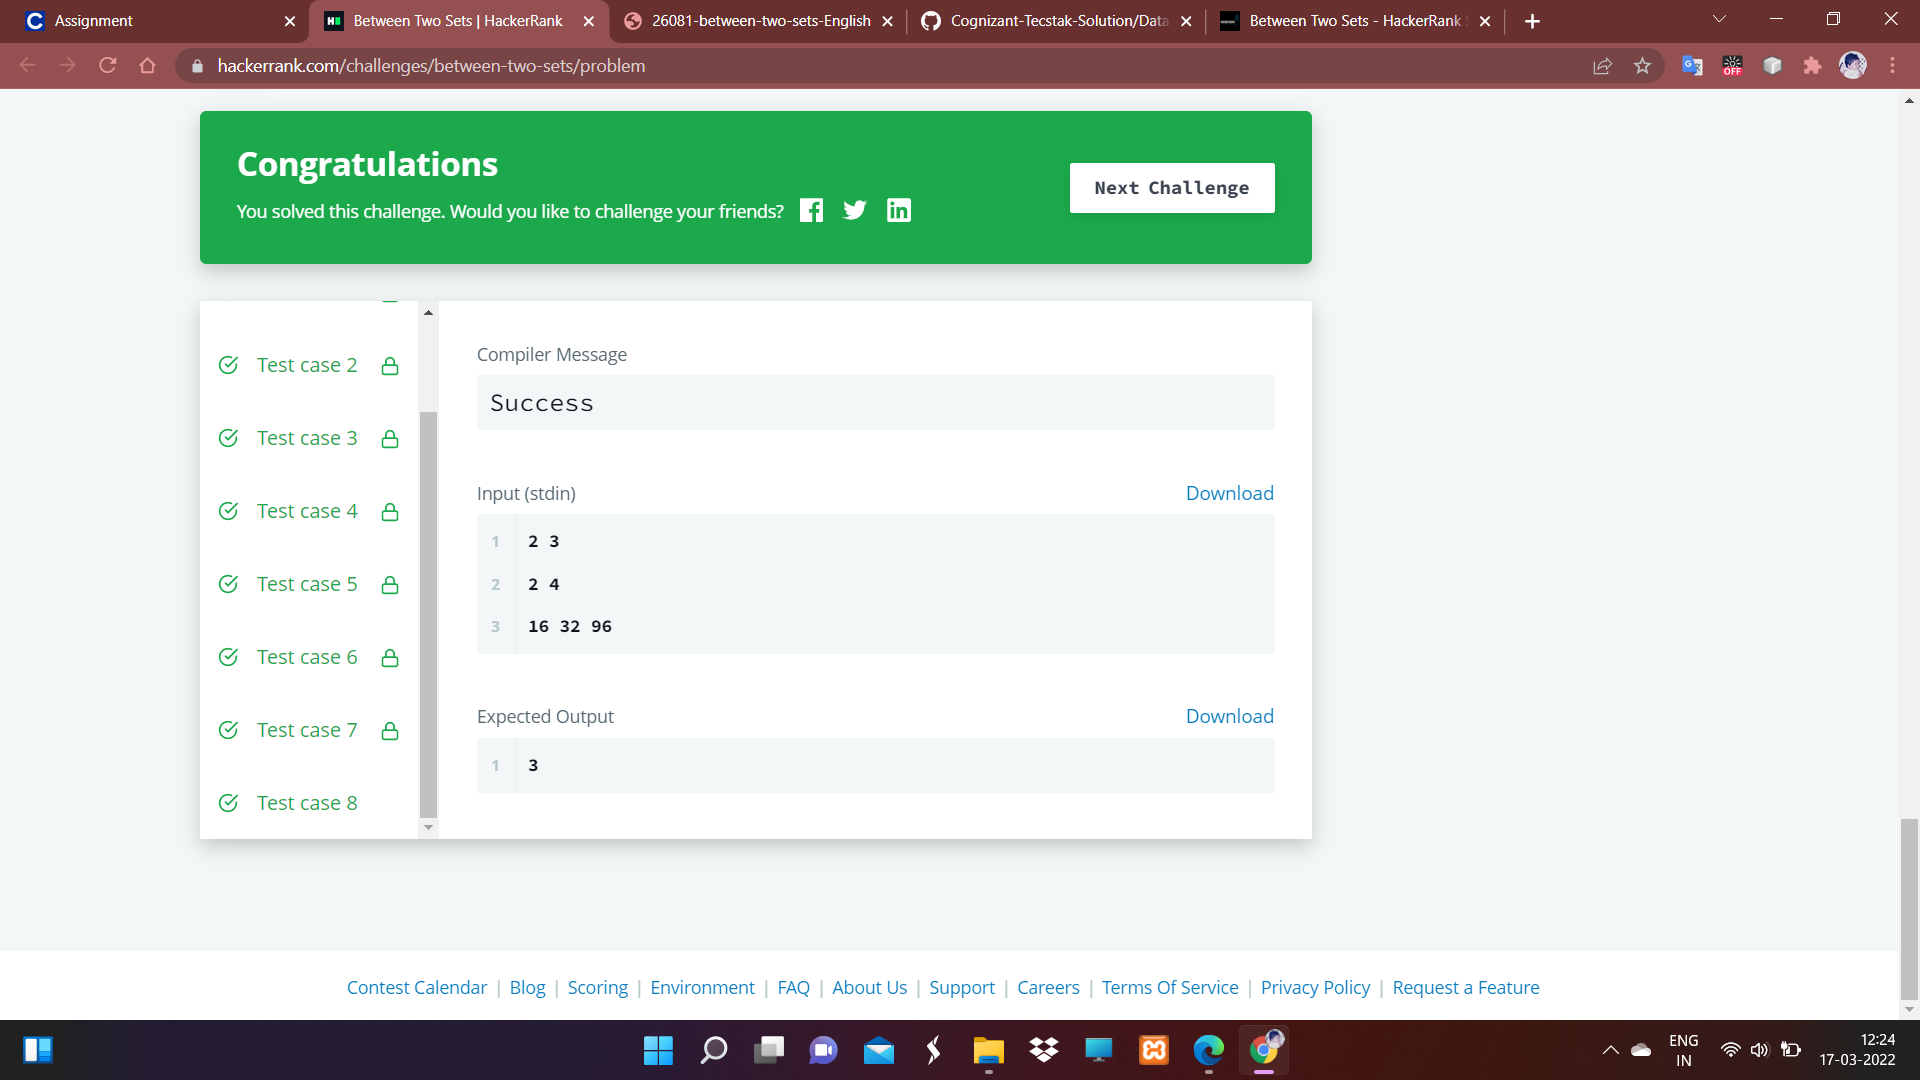 Assignment
Between Two Sets | HackerRank
26081-between-two-sets-English
Cognizant-Tecstak-Solution/Data
Between Two Sets - HackerRank S
hackerrank.com/challenges/between-two-sets/problem
OFF
Congratulations
You solved this challenge. Would you like to challenge your friends?
Next Challenge
Test case 2
Test case 3
Test case 4
Test case 5
Test case 6
Test case 7
Test case 8
Compiler Message
Success
Input (stdin)
Download
1 2 3
2 2 4
3 16 32 96
Expected Output
Download
1 3
Contest Calendar | Blog | Scoring | Environment | FAQ | About Us | Support | Careers | Terms Of Service | Privacy Policy | Request a Feature
ENG
IN
12:24
17-03-2022